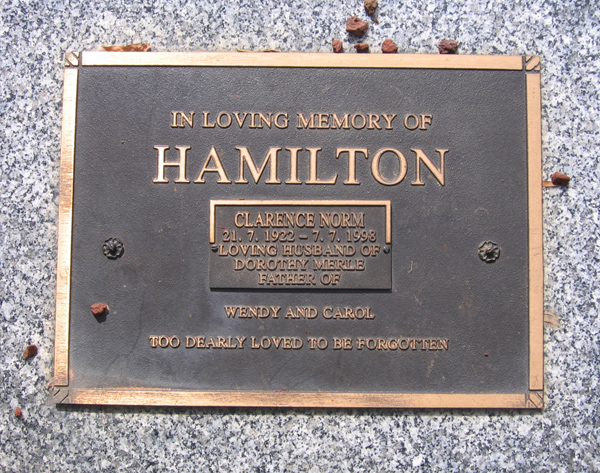 IN LOVING MEMORY OF
HAMILTON
CLARENCE NORM
21. 7. 1922 – 7. 7. 1998
LOVING HUSBAND OF
DOROTHY MERLE
FATHER OF
WENDY AND CAROL
TOO DEARLY LOVED TO BE FORGOTTEN